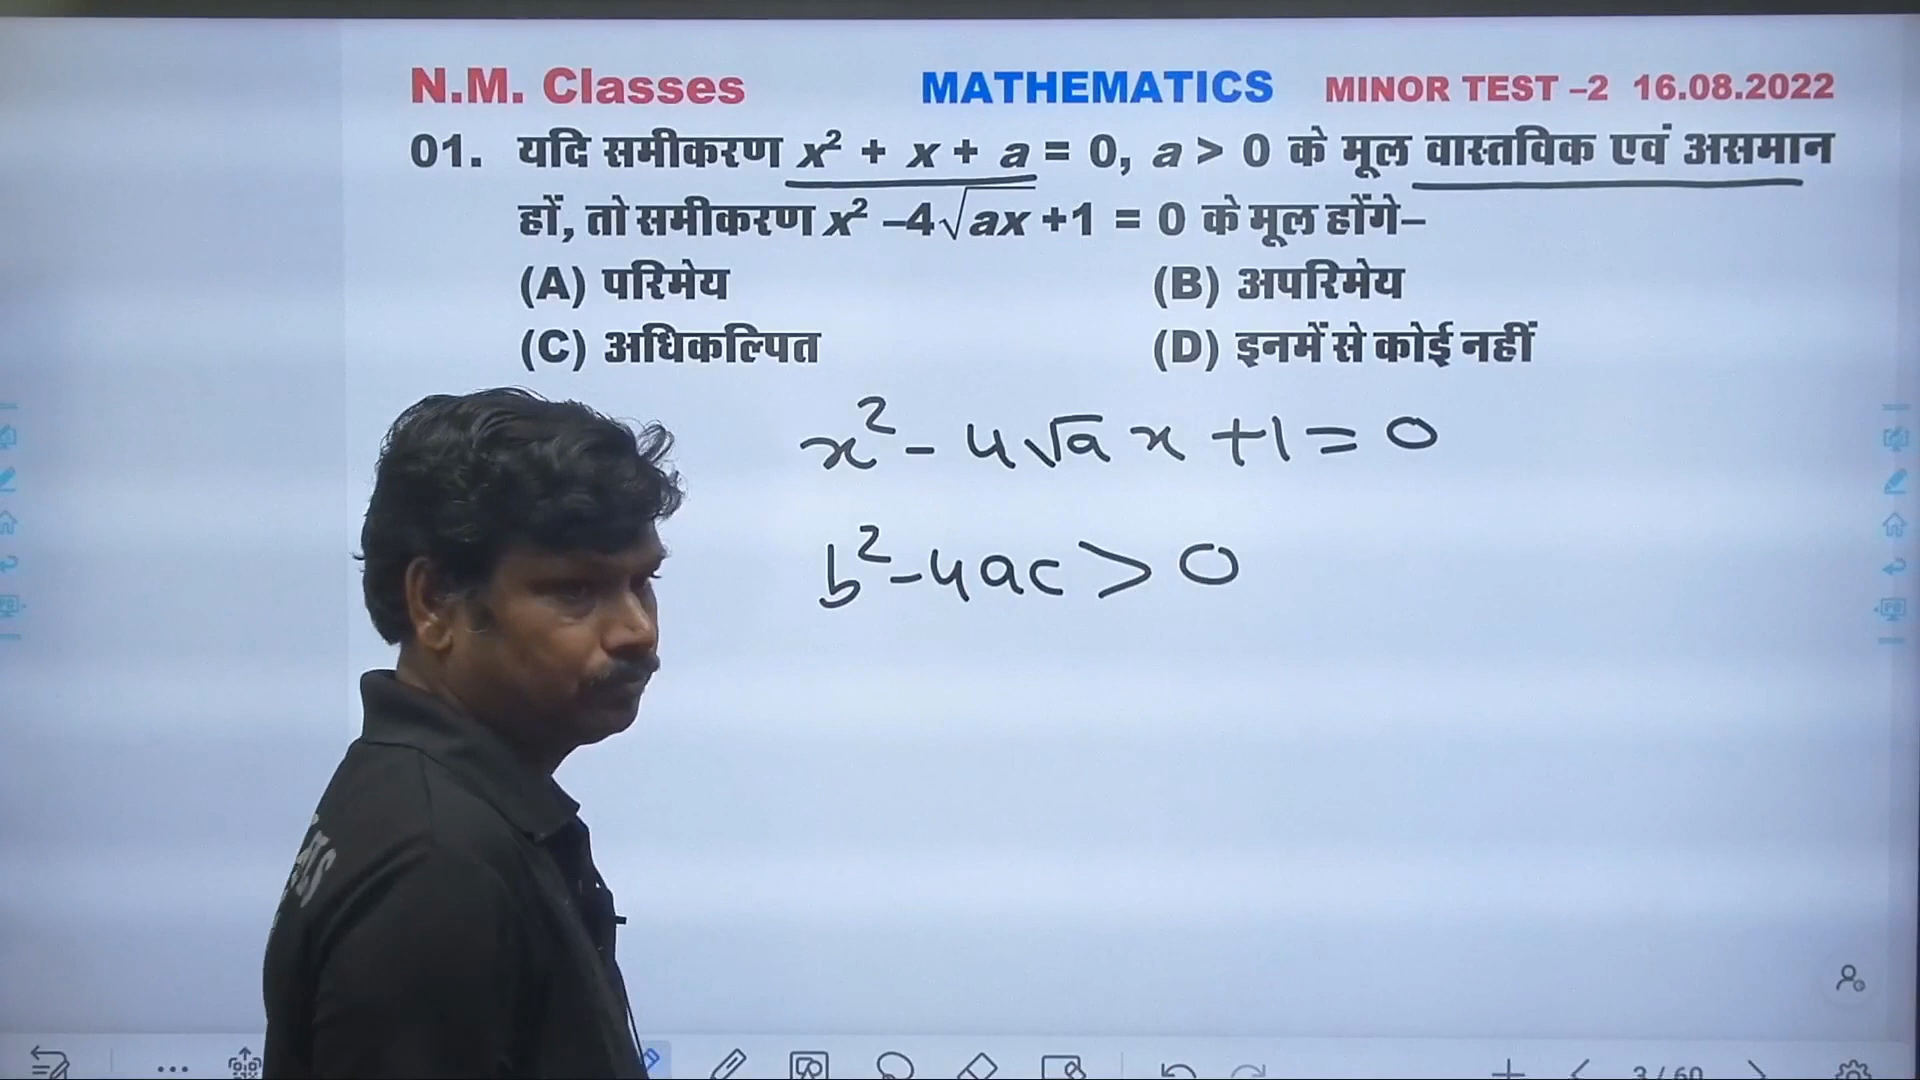 N.M. Classes MATHEMATICS MINOR TEST –2 16.08.2022
01. यदि समीकरण x² + x + a = 0, a > 0 के मूल वास्तविक एवं असमान
हों, तो समीकरण x² –4√ax +1 = 0 के मूल होंगे–
(A) परिमेय (B) अपरिमेय
(C) अधिकल्पित (D) इनमें से कोई नहीं
x² - 4√a x + 1 = 0
b² - 4ac > 0
3 / 60